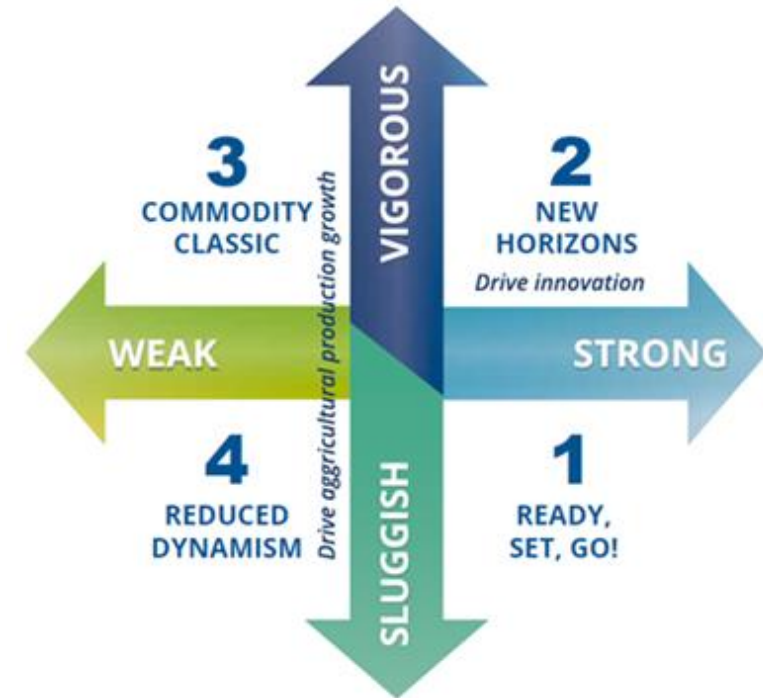 VIGOROUS
3
COMMODITY
CLASSIC
2
NEW
HORIZONS
Drive innovation
Drive aggricultural production growth
WEAK
STRONG
4
REDUCED
DYNAMISM
1
READY,
SET, GO!
SLUGGISH